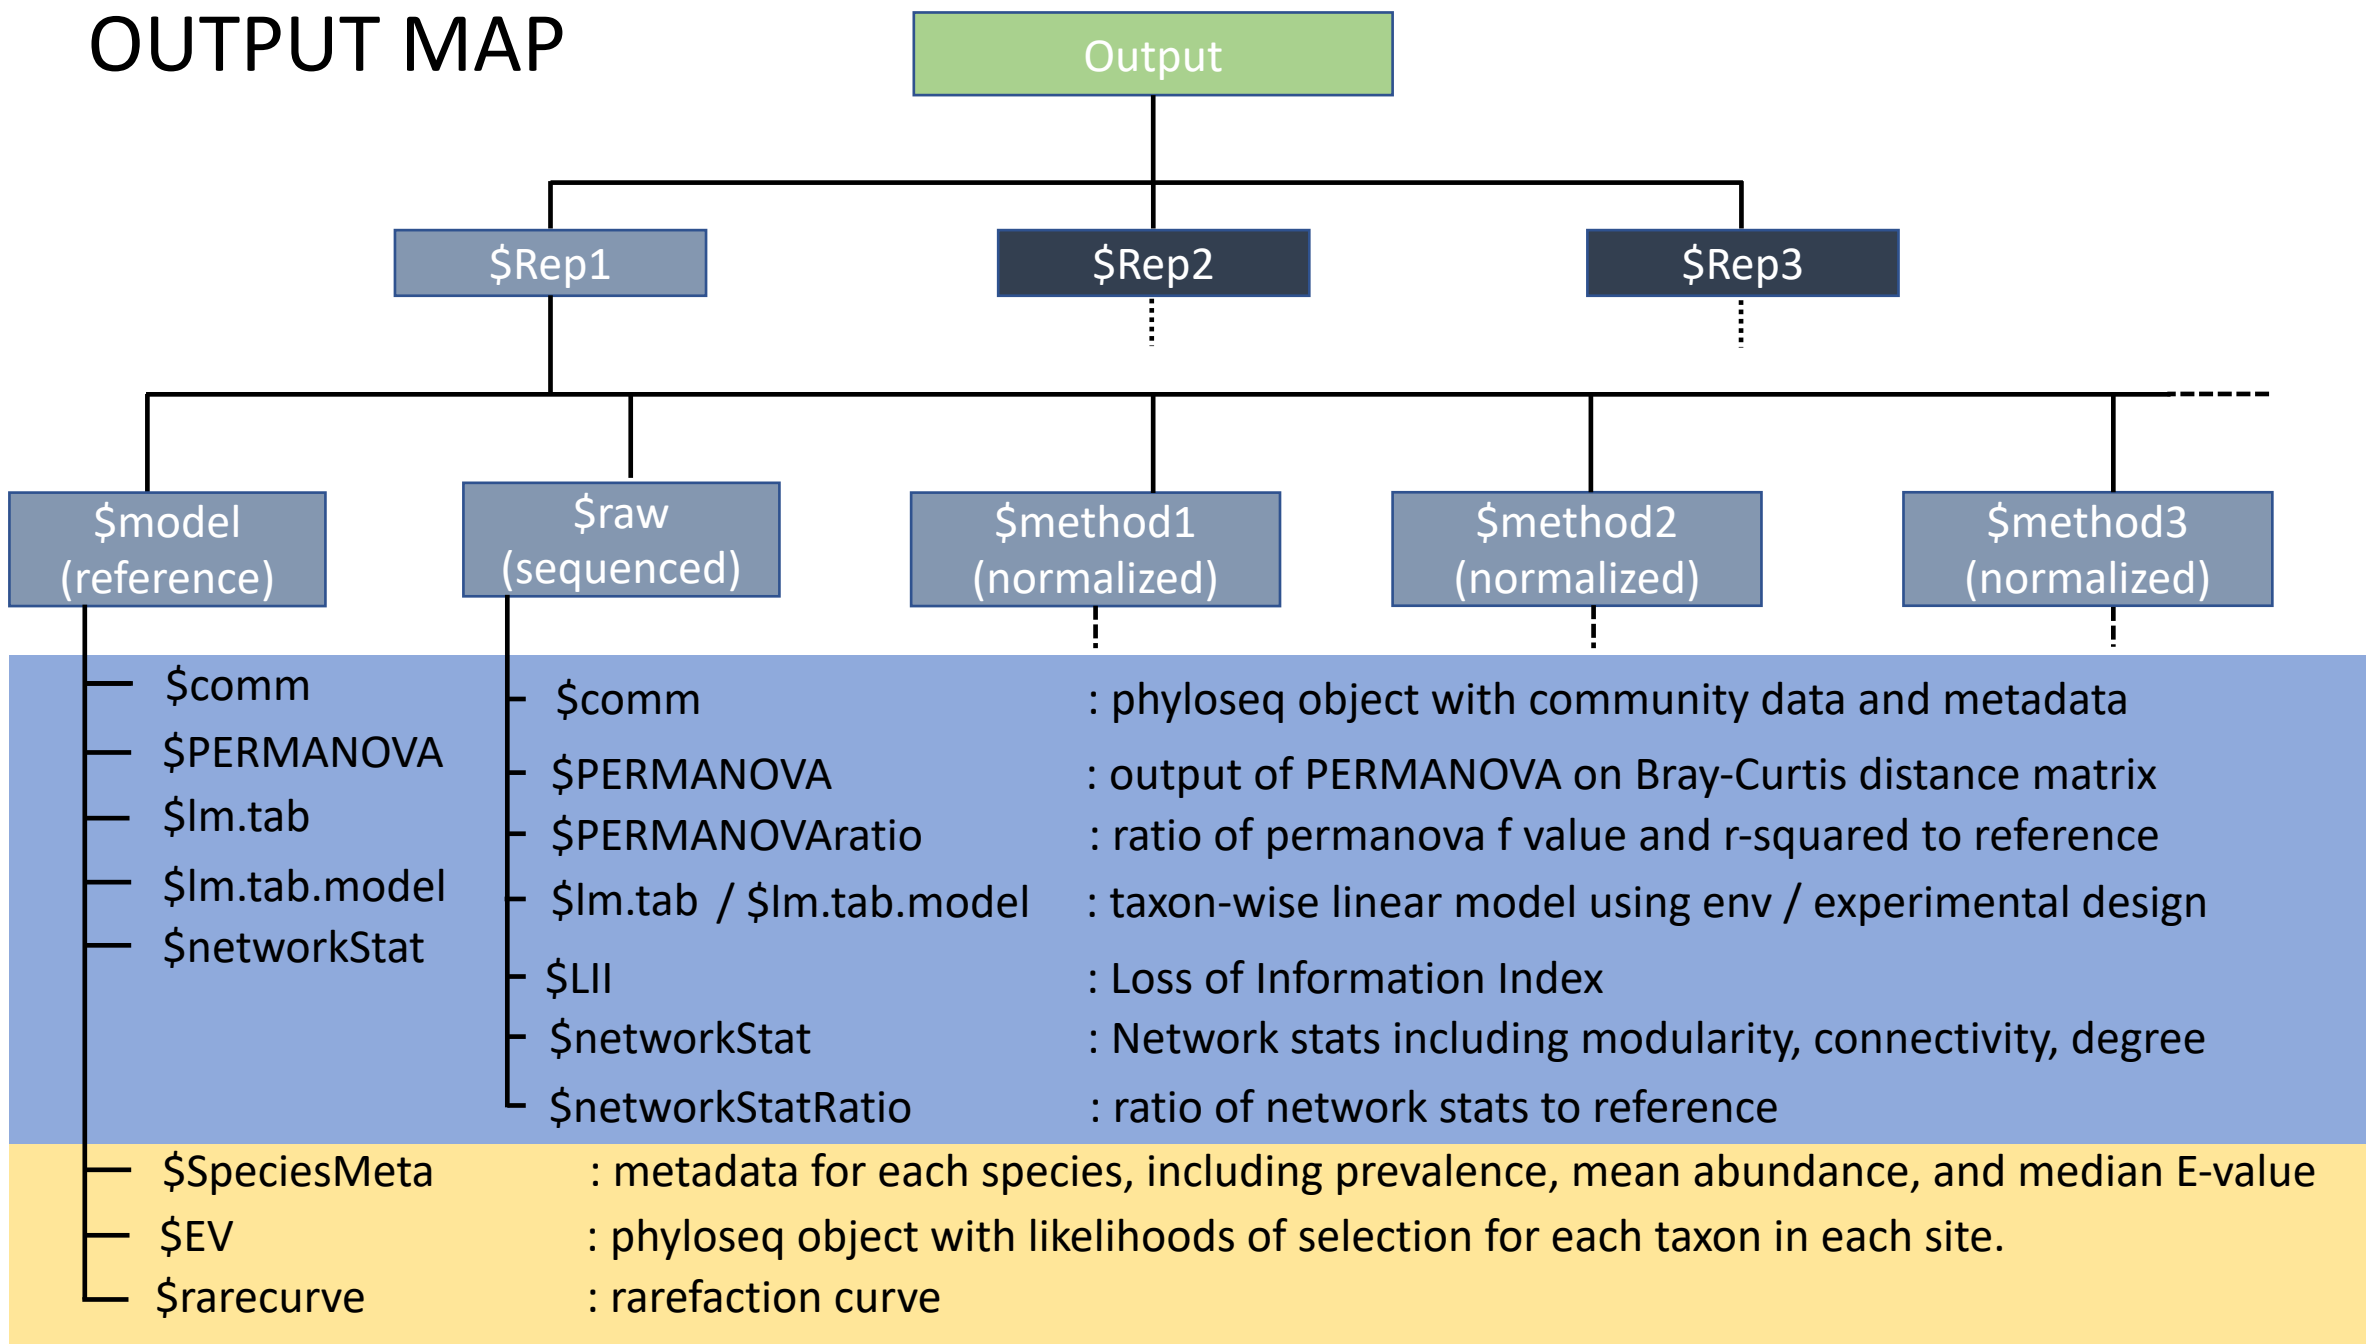 OUTPUT MAP
Output
$Rep1
$Rep2
$Rep3
$model
(reference)
$raw
(sequenced)
$method1
(normalized)
$method2
(normalized)
$method3
(normalized)
$comm
$PERMANOVA
$lm.tab
$lm.tab.model
$networkStat
$comm : phyloseq object with community data and metadata
$PERMANOVA : output of PERMANOVA on Bray-Curtis distance matrix
$PERMANOVAratio : ratio of permanova f value and r-squared to reference
$lm.tab / $lm.tab.model : taxon-wise linear model using env / experimental design
$LII : Loss of Information Index
$networkStat : Network stats including modularity, connectivity, degree
$networkStatRatio : ratio of network stats to reference
$SpeciesMeta : metadata for each species, including prevalence, mean abundance, and median E-value
$EV : phyloseq object with likelihoods of selection for each taxon in each site.
$rarecurve : rarefaction curve